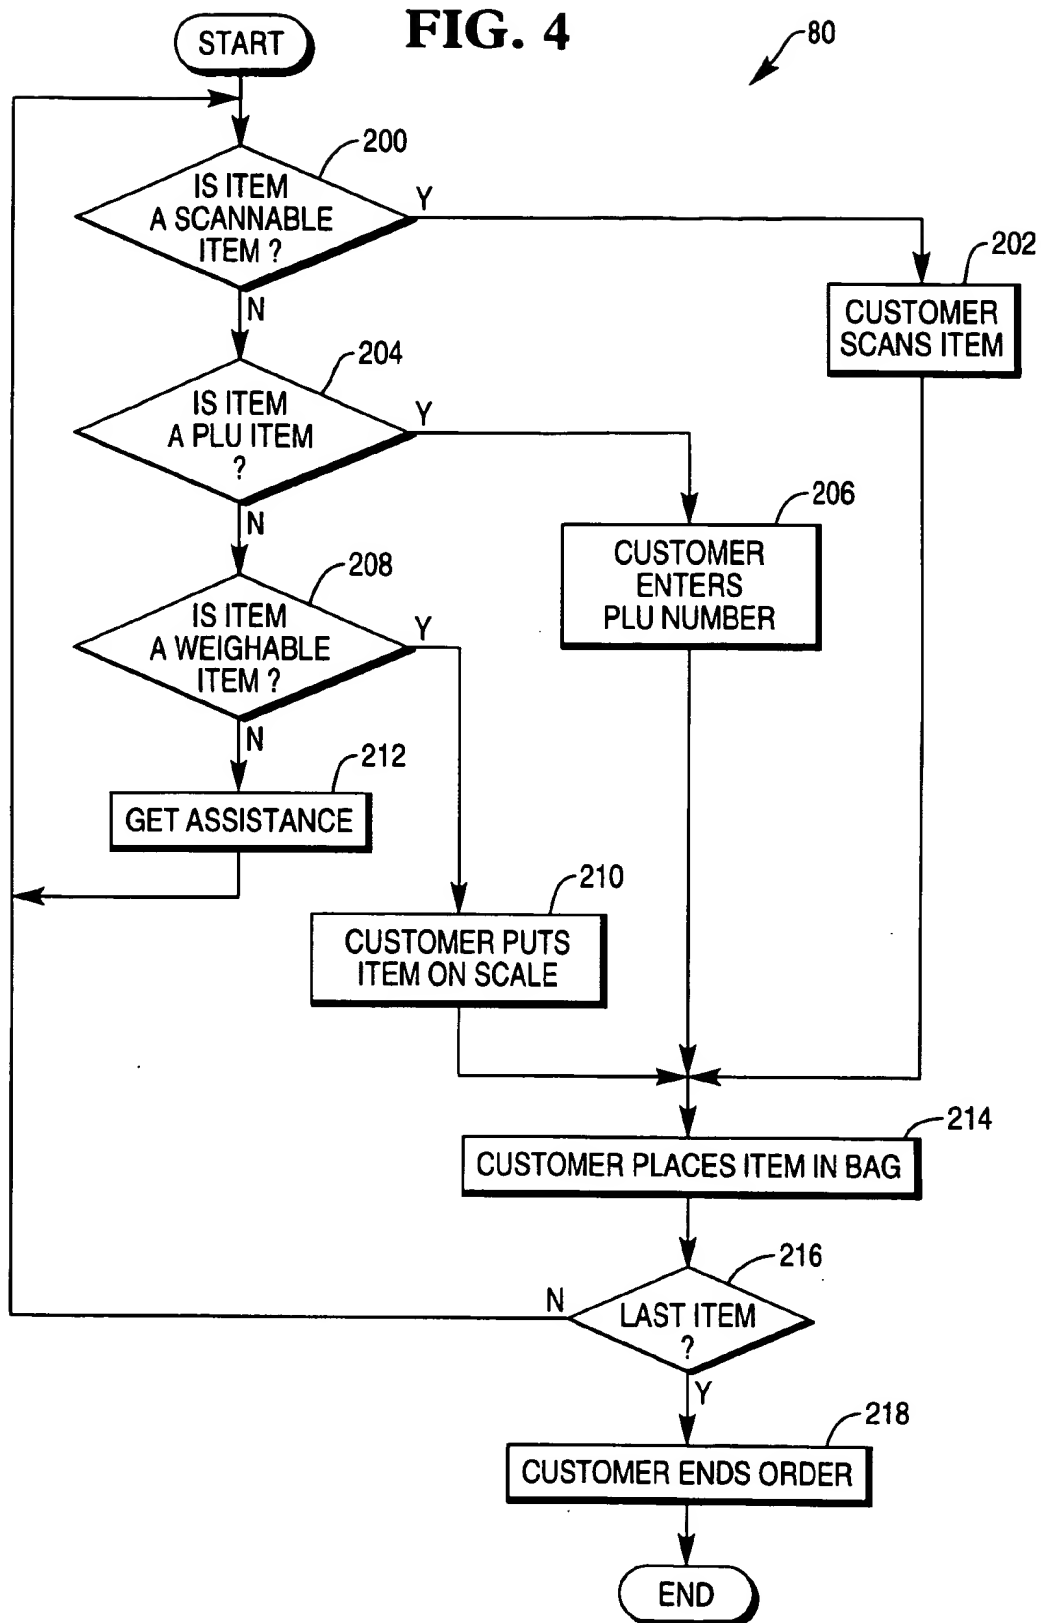 FIG. 4
80
START
200
IS ITEM
A SCANNABLE
ITEM ?
Y
N
202
CUSTOMER
SCANS ITEM
204
IS ITEM
A PLU ITEM
?
Y
N
206
CUSTOMER
ENTERS
PLU NUMBER
208
IS ITEM
A WEIGHABLE
ITEM ?
Y
N
212
GET ASSISTANCE
210
CUSTOMER PUTS
ITEM ON SCALE
214
CUSTOMER PLACES ITEM IN BAG
216
LAST ITEM
?
N
Y
218
CUSTOMER ENDS ORDER
END